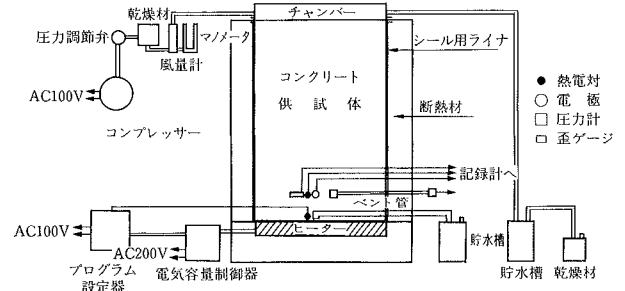 チャンバー
乾燥材
圧力調節弁
マノメータ
風量計
シール用ライナ
コンクリート
供試体
AC100V
コンプレッサー
断熱材
熱電対
電極
圧力計
歪ゲージ
記録計へ
ベント管
AC100V
ヒーター
AC200V
プログラム
設定器
電気容量制御器
貯水槽
貯水槽
乾燥材